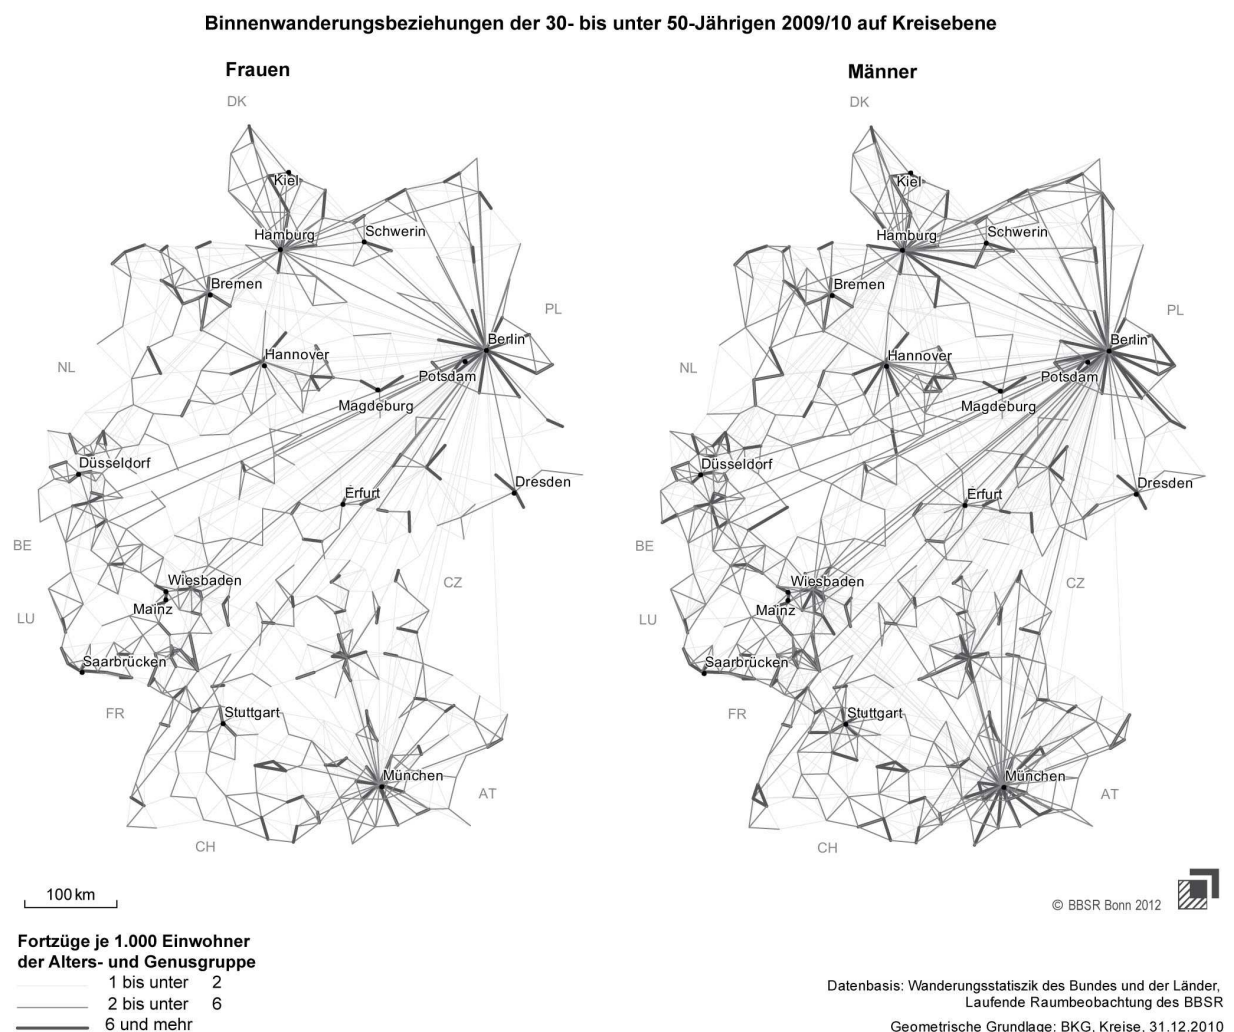 Binnenwanderungsbeziehungen der 30- bis unter 50-Jährigen 2009/10 auf Kreisebene
Frauen
DK
Kiel
Hamburg
Schwerin
Bremen
PL
Berlin
NL
Hannover
Potsdam
Magdeburg
Düsseldorf
Erfurt
Dresden
BE
Wiesbaden
CZ
Mainz
LU
Saarbrücken
FR
Stuttgart
München
AT
CH
Männer
DK
Kiel
Hamburg
Schwerin
Bremen
PL
Berlin
NL
Hannover
Potsdam
Magdeburg
Düsseldorf
Erfurt
Dresden
BE
Wiesbaden
CZ
Mainz
LU
Saarbrücken
FR
Stuttgart
München
AT
CH
100 km
© BBSR Bonn 2012
Fortzüge je 1.000 Einwohner
der Alters- und Genusgruppe
1 bis unter 2
2 bis unter 6
6 und mehr
Datenbasis: Wanderungsstatiszik des Bundes und der Länder,
Laufende Raumbeobachtung des BBSR
Geometrische Grundlage: BKG, Kreise, 31.12.2010